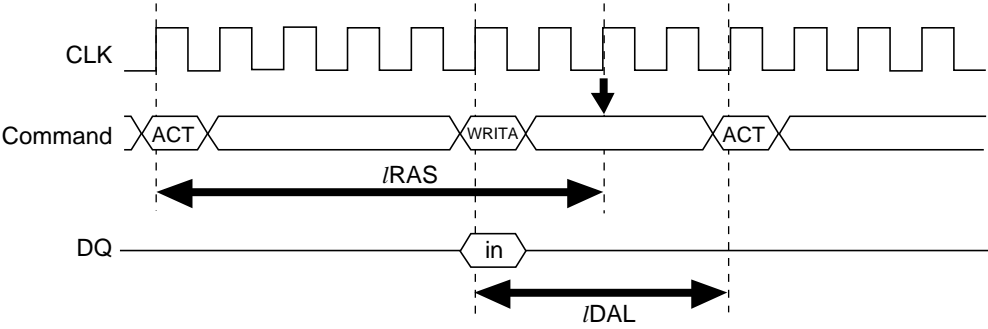 CLK
Command ACT WRITA ACT
lRAS
DQ in
lDAL